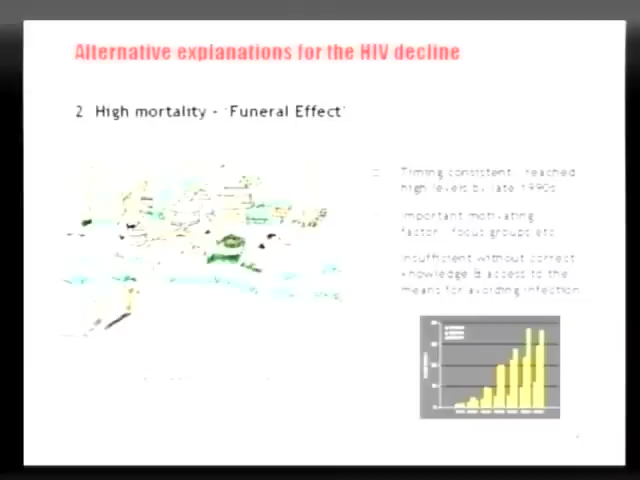 Alternative explanations for the HIV decline
2 High mortality - 'Funeral Effect'
Timing consistent reached
high levels by late 1990s
Important motivating
factor focus groups etc
Insufficient without correct
knowledge & access to the
means for avoiding infection